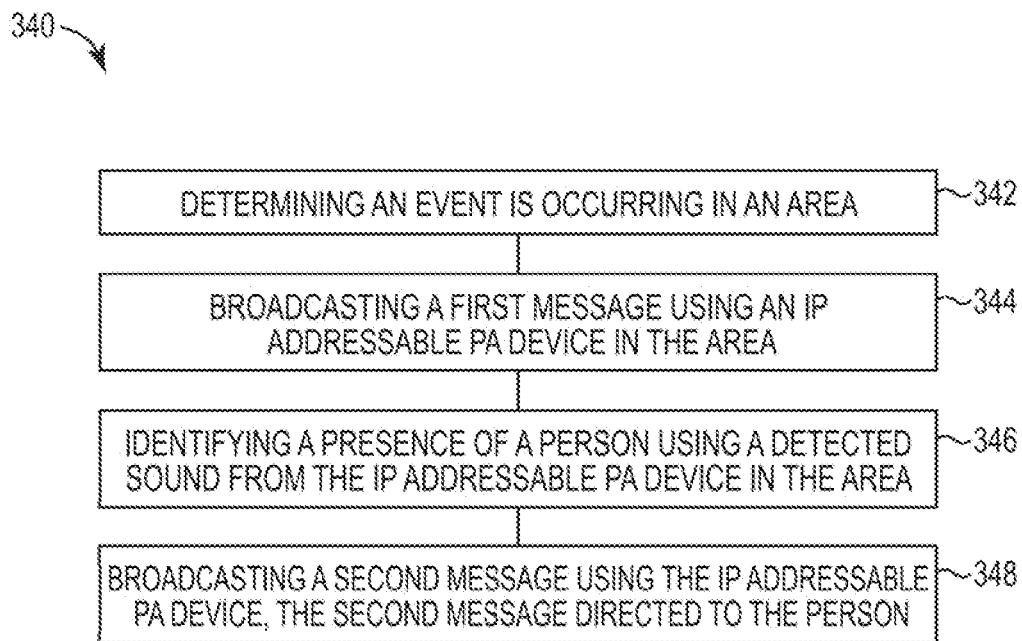 340
DETERMINING AN EVENT IS OCCURRING IN AN AREA
342
BROADCASTING A FIRST MESSAGE USING AN IP
ADDRESSABLE PA DEVICE IN THE AREA
344
IDENTIFYING A PRESENCE OF A PERSON USING A DETECTED
SOUND FROM THE IP ADDRESSABLE PA DEVICE IN THE AREA
346
BROADCASTING A SECOND MESSAGE USING THE IP ADDRESSABLE
PA DEVICE, THE SECOND MESSAGE DIRECTED TO THE PERSON
348